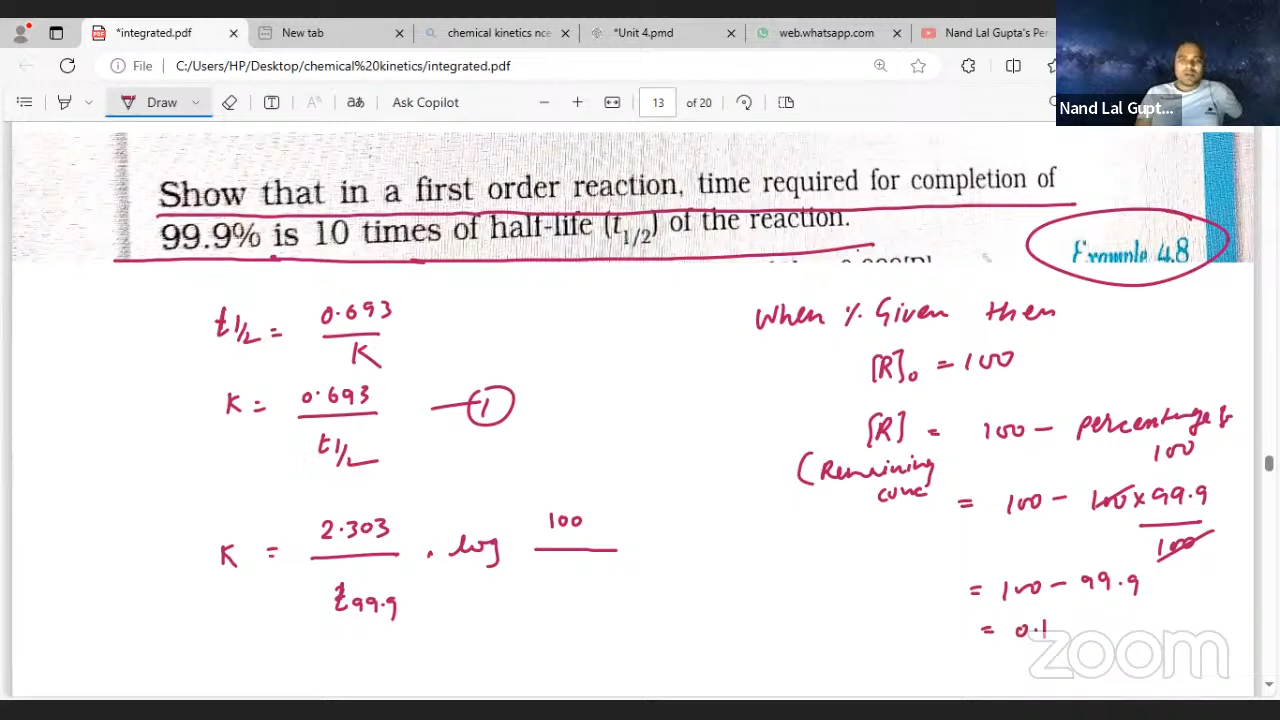 *integrated.pdf
New tab
chemical kinetics nce
*Unit 4.pmd
web.whatsapp.com
Nand Lal Gupta's Per
File C:/Users/HP/Desktop/chemical%20kinetics/integrated.pdf
Draw
aあ
Ask Copilot
13 of 20
Nand Lal Gupt...
Show that in a first order reaction, time required for completion of
99.9% is 10 times of half-life (t1/2) of the reaction.
Example 4.8
t1/2 = 0.693 / K
K = 0.693 / t1/2 — 1
K = 2.303 / t99.9 . log 100
When % Given then
[R]0 = 100
[R] = 100 - percentage of 100
(Remaining conc
= 100 - 100 × 99.9 / 100
= 100 - 99.9
= 0.1
zoom